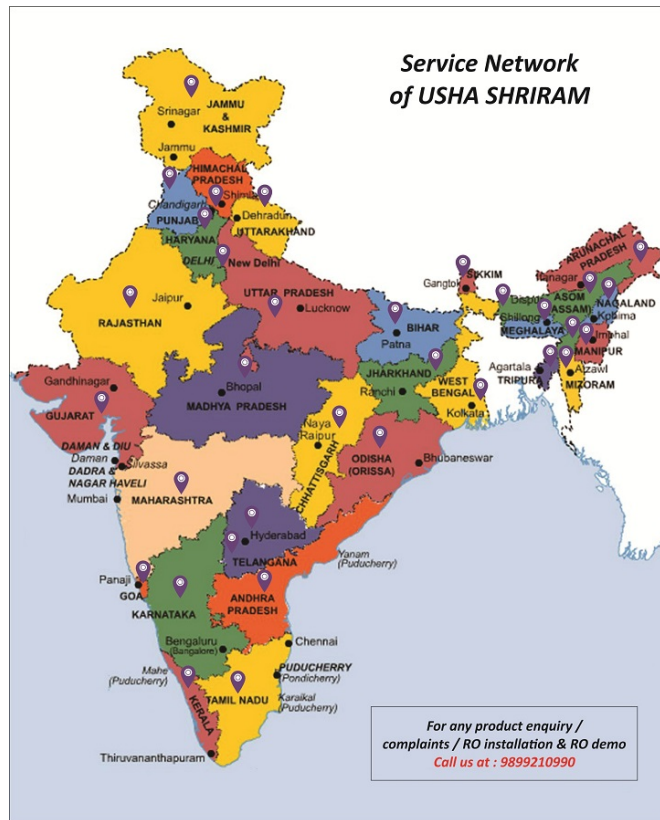 Service Network
of USHA SHRIRAM
JAMMU
&
KASHMIR
Srinagar
Jammu
HIMACHAL
PRADESH
Shimla
Chandigarh
PUNJAB
Dehradun
UTTARAKHAND
HARYANA
DELHI
New Delhi
RAJASTHAN
Jaipur
UTTAR PRADESH
Lucknow
SIKKIM
Gangtok
ARUNACHAL
PRADESH
Itanagar
Dispur
ASOM
(ASSAM)
NAGALAND
Kohima
Shillong
MEGHALAYA
Imphal
MANIPUR
Agartala
TRIPURA
Aizawl
MIZORAM
BIHAR
Patna
JHARKHAND
Ranchi
WEST
BENGAL
Kolkata
Gandhinagar
GUJARAT
Bhopal
MADHYA PRADESH
Naya
Raipur
CHHATTISGARH
ODISHA
(ORISSA)
Bhubaneswar
DAMAN & DIU
Daman
Silvassa
DADRA &
NAGAR HAVELI
Mumbai
MAHARASHTRA
Hyderabad
TELANGANA
Yanam
(Puducherry)
Panaji
GOA
KARNATAKA
ANDHRA
PRADESH
Bengaluru
(Bangalore)
Chennai
Mahe
(Puducherry)
PUDUCHERRY
(Pondicherry)
TAMIL NADU
Karaikal
(Puducherry)
KERALA
Thiruvananthapuram
For any product enquiry /
complaints / RO installation & RO demo
Call us at : 9899210990